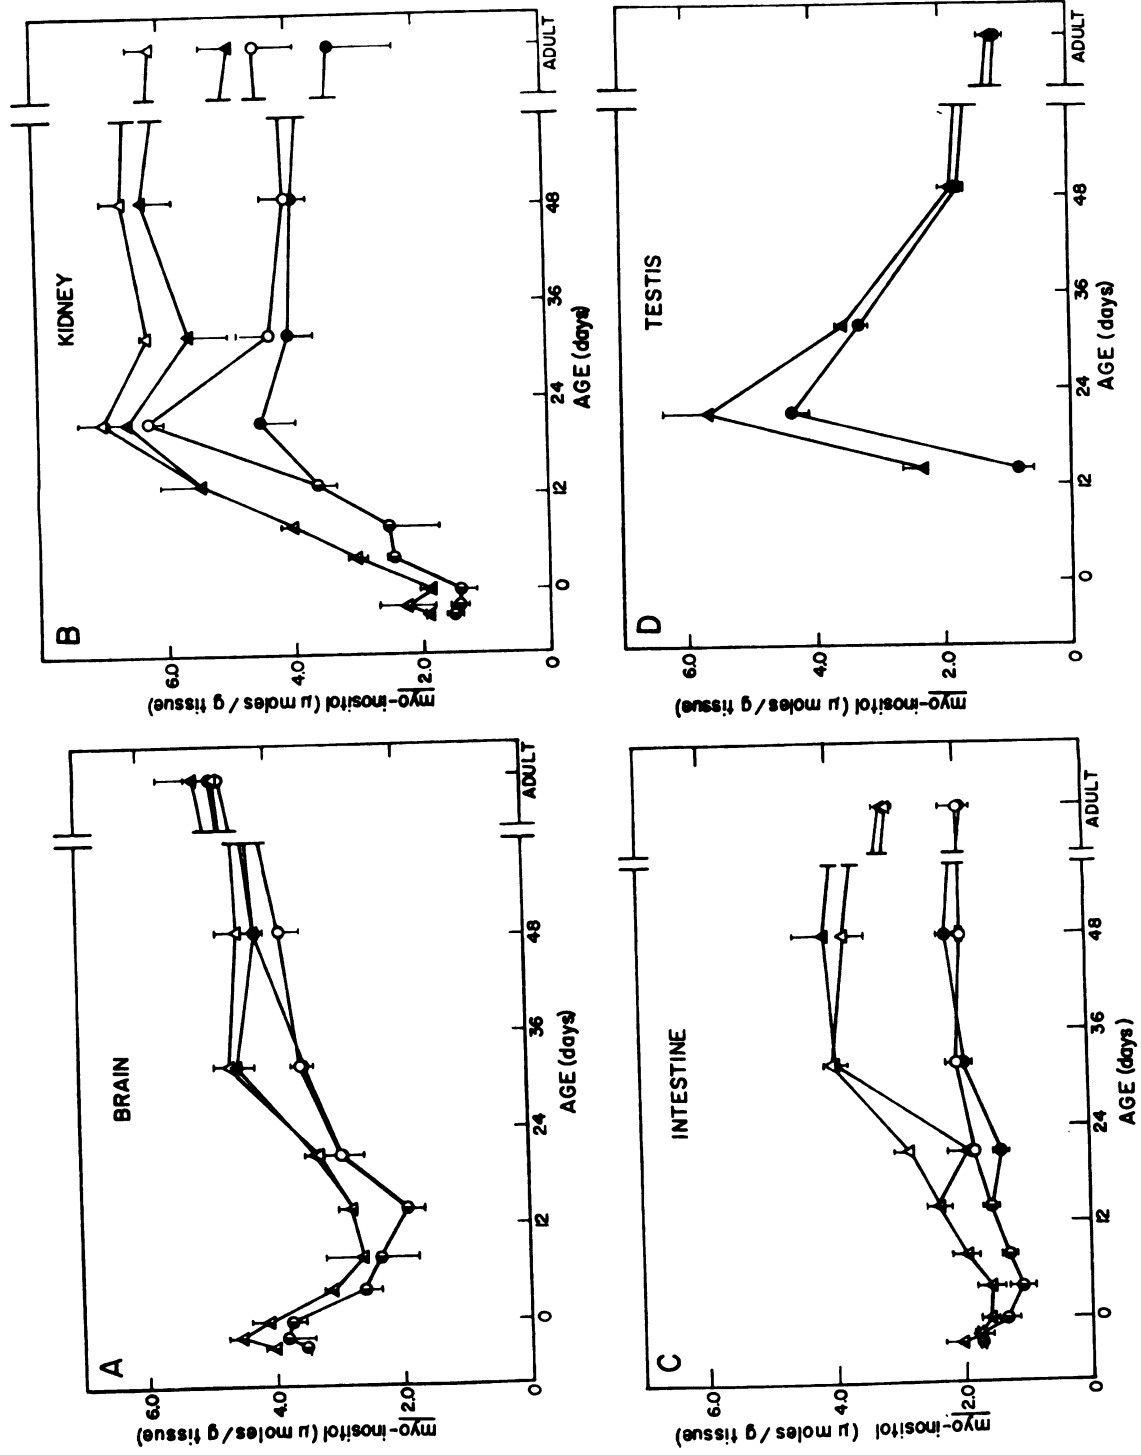 A
BRAIN
6.0
4.0
2.0
0
myo-inositol (μ moles / g tissue)
0
12
24
36
48
ADULT
AGE (days)
B
KIDNEY
6.0
4.0
2.0
0
myo-inositol (μ moles / g tissue)
0
12
24
36
48
ADULT
AGE (days)
C
INTESTINE
6.0
4.0
2.0
0
myo-inositol (μ moles / g tissue)
0
12
24
36
48
ADULT
AGE (days)
D
TESTIS
6.0
4.0
2.0
0
myo-inositol (μ moles / g tissue)
0
12
24
36
48
ADULT
AGE (days)